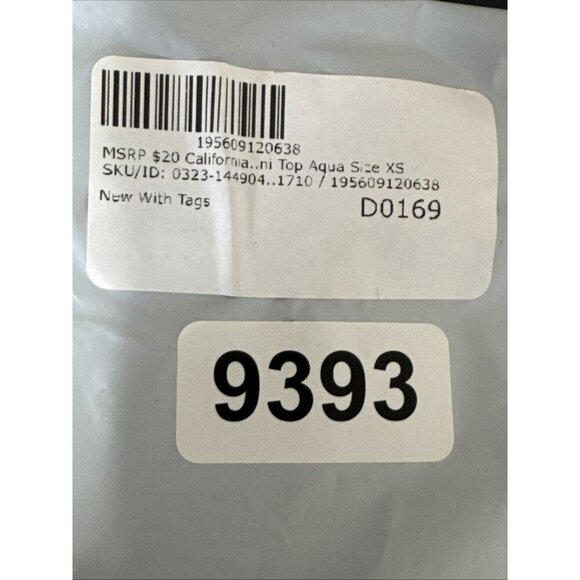 195609120638
MSRP $20 California..ni Top Aqua Size XS
SKU/ID: 0323-144904..1710 / 195609120638
New With Tags
D0169
9393